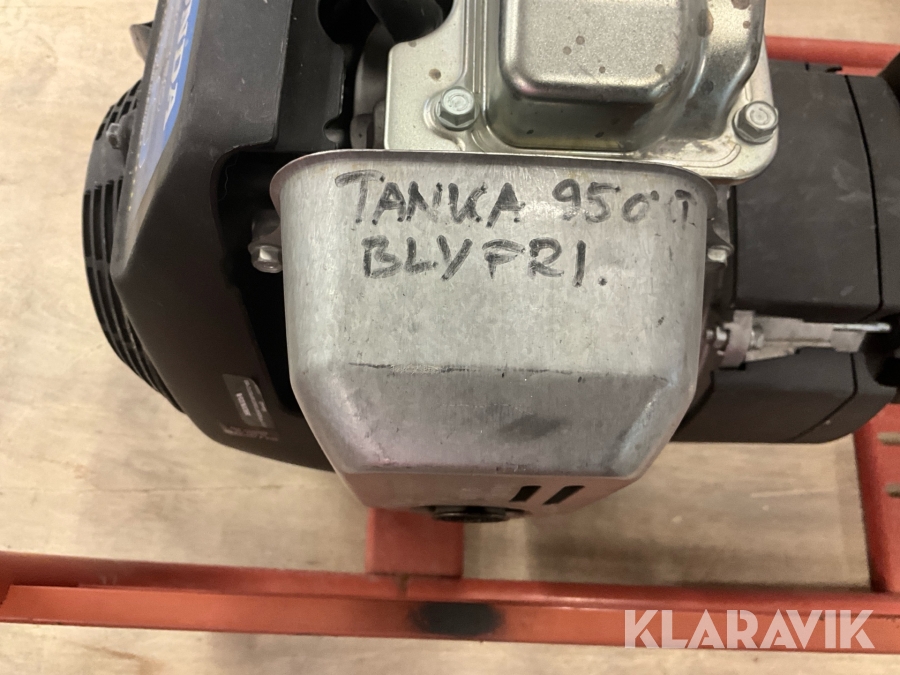 TANKA 95 OKT
BLYFRI.
KLARAVIK